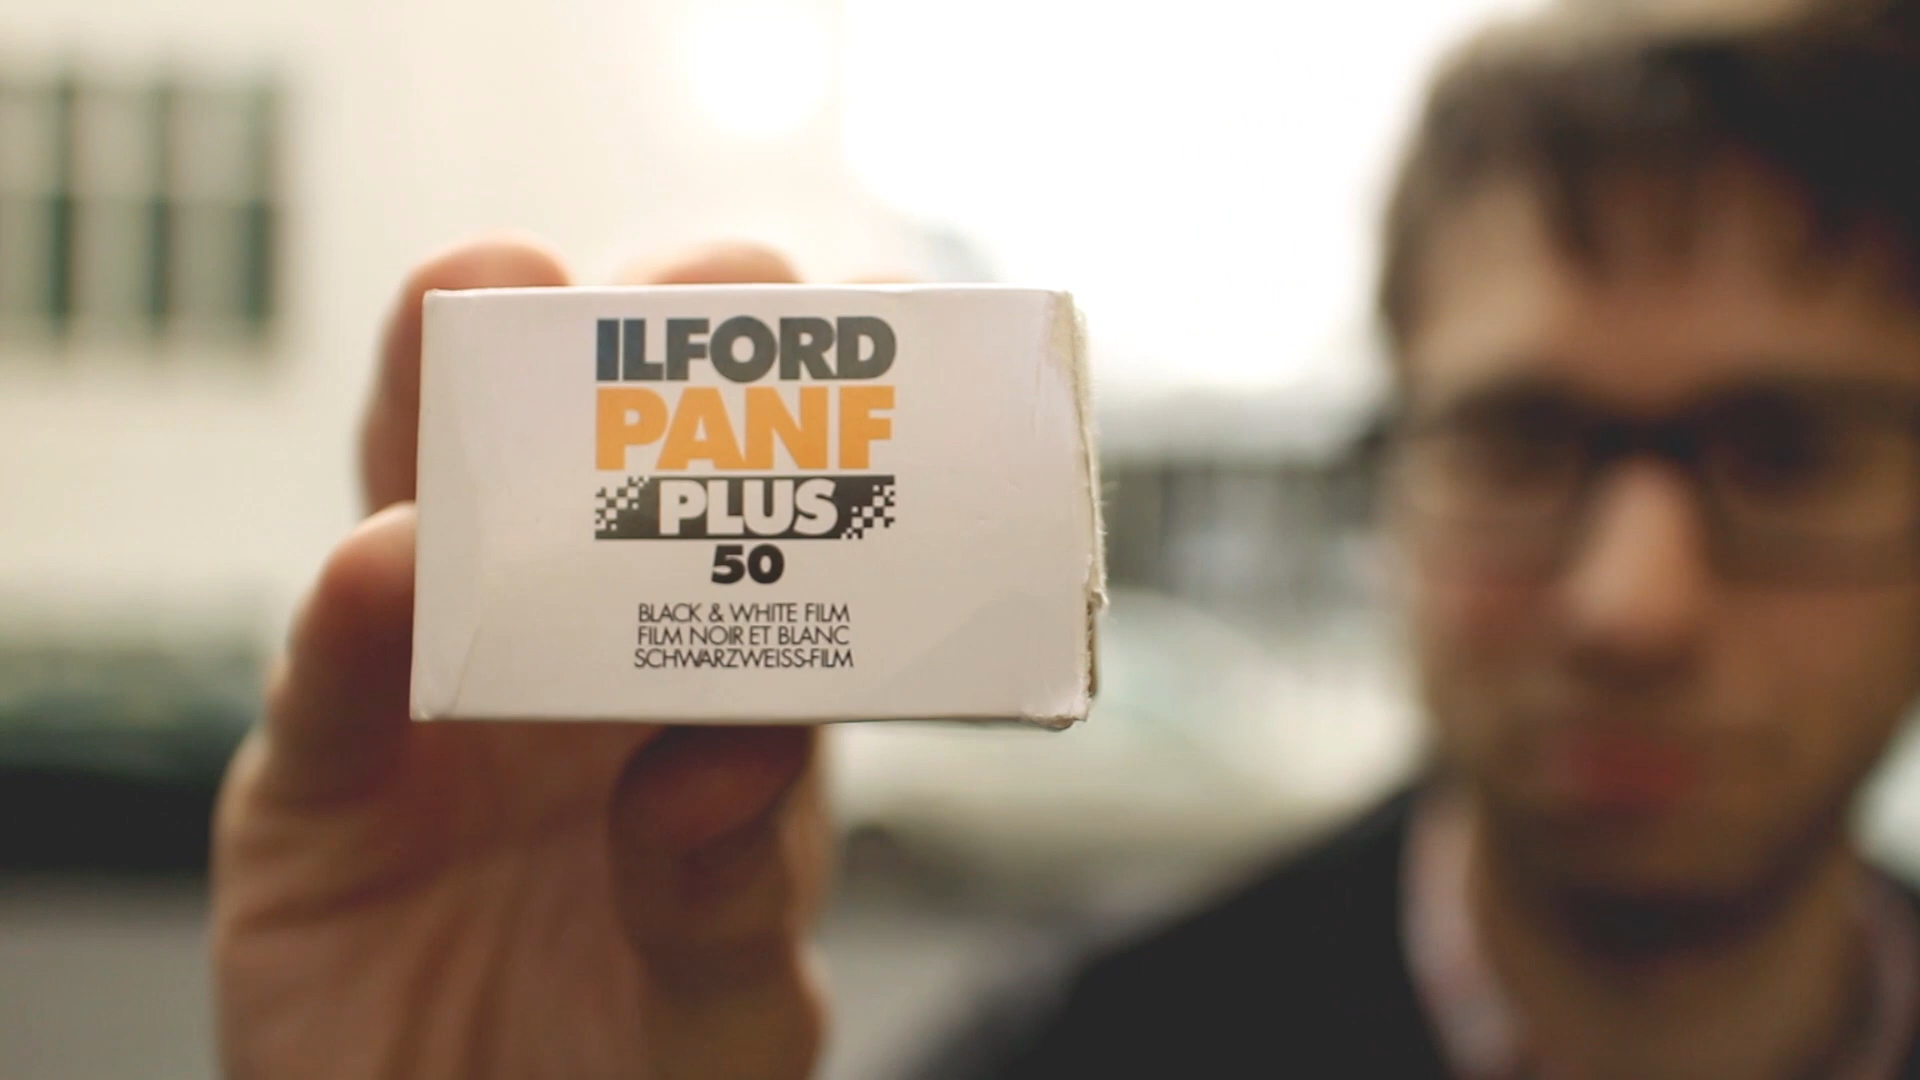 ILFORD
PANF
PLUS
50
BLACK & WHITE FILM
FILM NOIR ET BLANC
SCHWARZWEISS-FILM